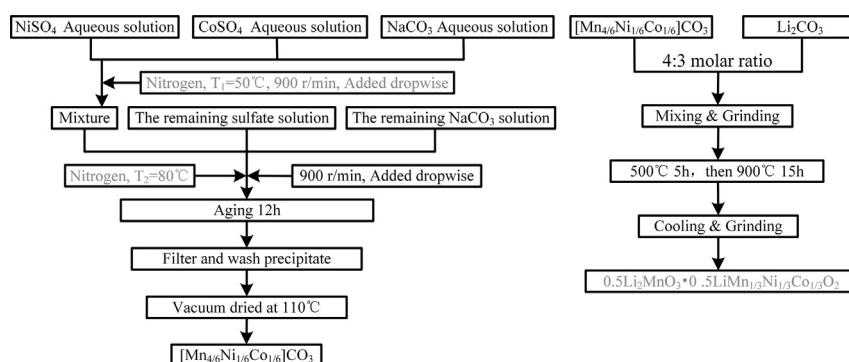 NiSO₄ Aqueous solution
CoSO₄ Aqueous solution
NaCO₃ Aqueous solution
Nitrogen, T₁=50℃, 900 r/min, Added dropwise
Mixture
The remaining sulfate solution
The remaining NaCO₃ solution
Nitrogen, T₂=80℃
900 r/min, Added dropwise
Aging 12h
Filter and wash precipitate
Vacuum dried at 110℃
[Mn₄/₆Ni₁/₆Co₁/₆]CO₃
[Mn₄/₆Ni₁/₆Co₁/₆]CO₃
Li₂CO₃
4:3 molar ratio
Mixing & Grinding
500℃ 5h, then 900℃ 15h
Cooling & Grinding
0.5Li₂MnO₃•0 .5LiMn₁/₃Ni₁/₃Co₁/₃O₂